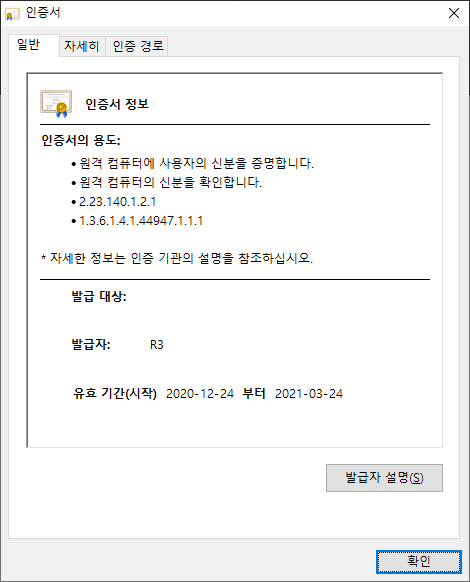 인증서
일반 자세히 인증 경로
인증서 정보
인증서의 용도:
• 원격 컴퓨터에 사용자의 신분을 증명합니다.
• 원격 컴퓨터의 신분을 확인합니다.
• 2.23.140.1.2.1
• 1.3.6.1.4.1.44947.1.1.1
* 자세한 정보는 인증 기관의 설명을 참조하십시오.
발급 대상:
발급자: R3
유효 기간(시작) 2020-12-24 부터 2021-03-24
발급자 설명(S)
확인